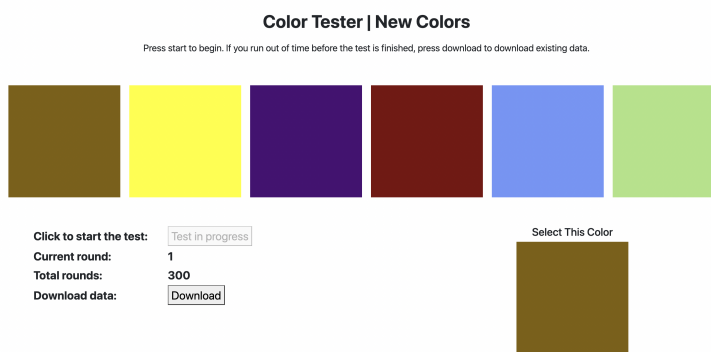 Color Tester | New Colors
Press start to begin. If you run out of time before the test is finished, press download to download existing data.
Click to start the test: Test in progress
Current round: 1
Total rounds: 300
Download data: Download
Select This Color